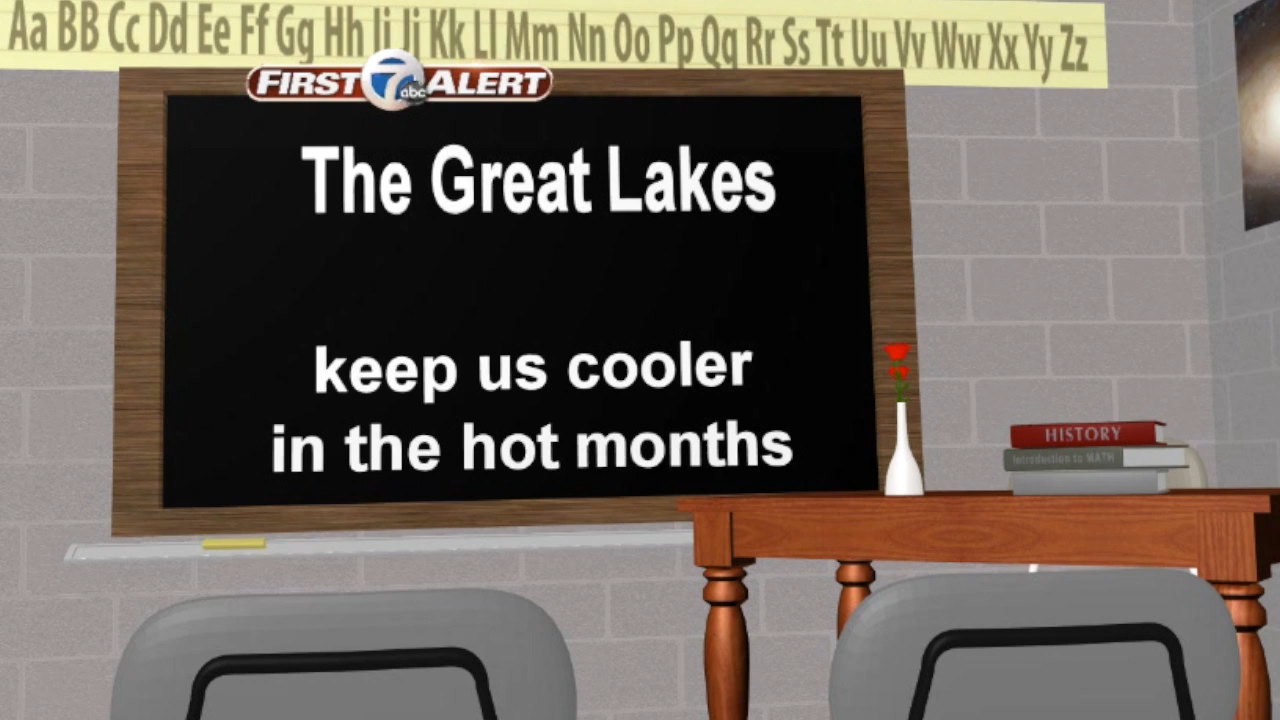 Aa BB Cc Dd Ee Ff Gg Hh Ii Jj Kk Ll Mm Nn Oo Pp Qq Rr Ss Tt Uu Vv Ww Xx Yy Zz
FIRST 7 abc ALERT
The Great Lakes
keep us cooler
in the hot months
HISTORY
Introduction to MATH